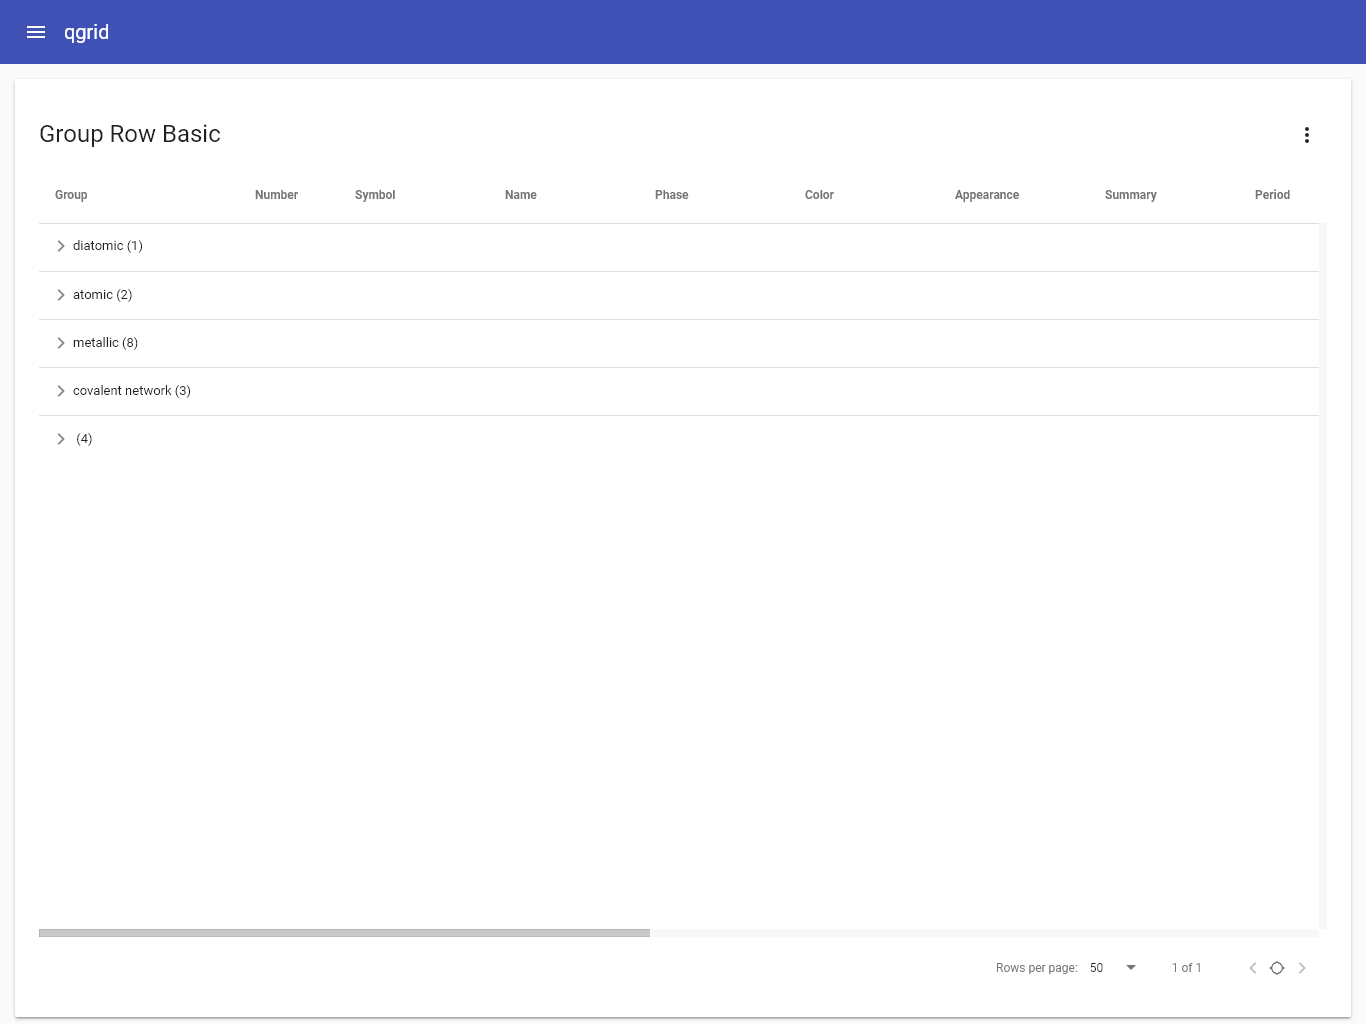 qgrid
Group Row Basic
Group Number Symbol Name Phase Color Appearance Summary Period
diatomic (1)
atomic (2)
metallic (8)
covalent network (3)
(4)
Rows per page: 50 1 of 1